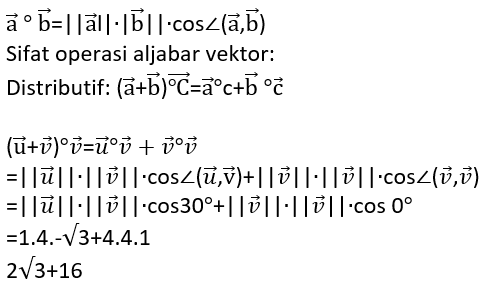 a⃗ ° b⃗=||a⃗||·|b⃗||·cos∠(a⃗,b⃗)
Sifat operasi aljabar vektor:
Distributif: (a⃗+b⃗)°C⃗=a⃗°c+b⃗ °c⃗
(u⃗+v⃗)°v⃗=u⃗°v⃗ + v⃗°v⃗
=||u⃗||·||v⃗||·cos∠(u⃗,v⃗)+||v⃗||·||v⃗||·cos∠(v⃗,v⃗)
=||u⃗||·||v⃗||·cos30°+||v⃗||·||v⃗||·cos 0°
=1.4.-√3+4.4.1
2√3+16